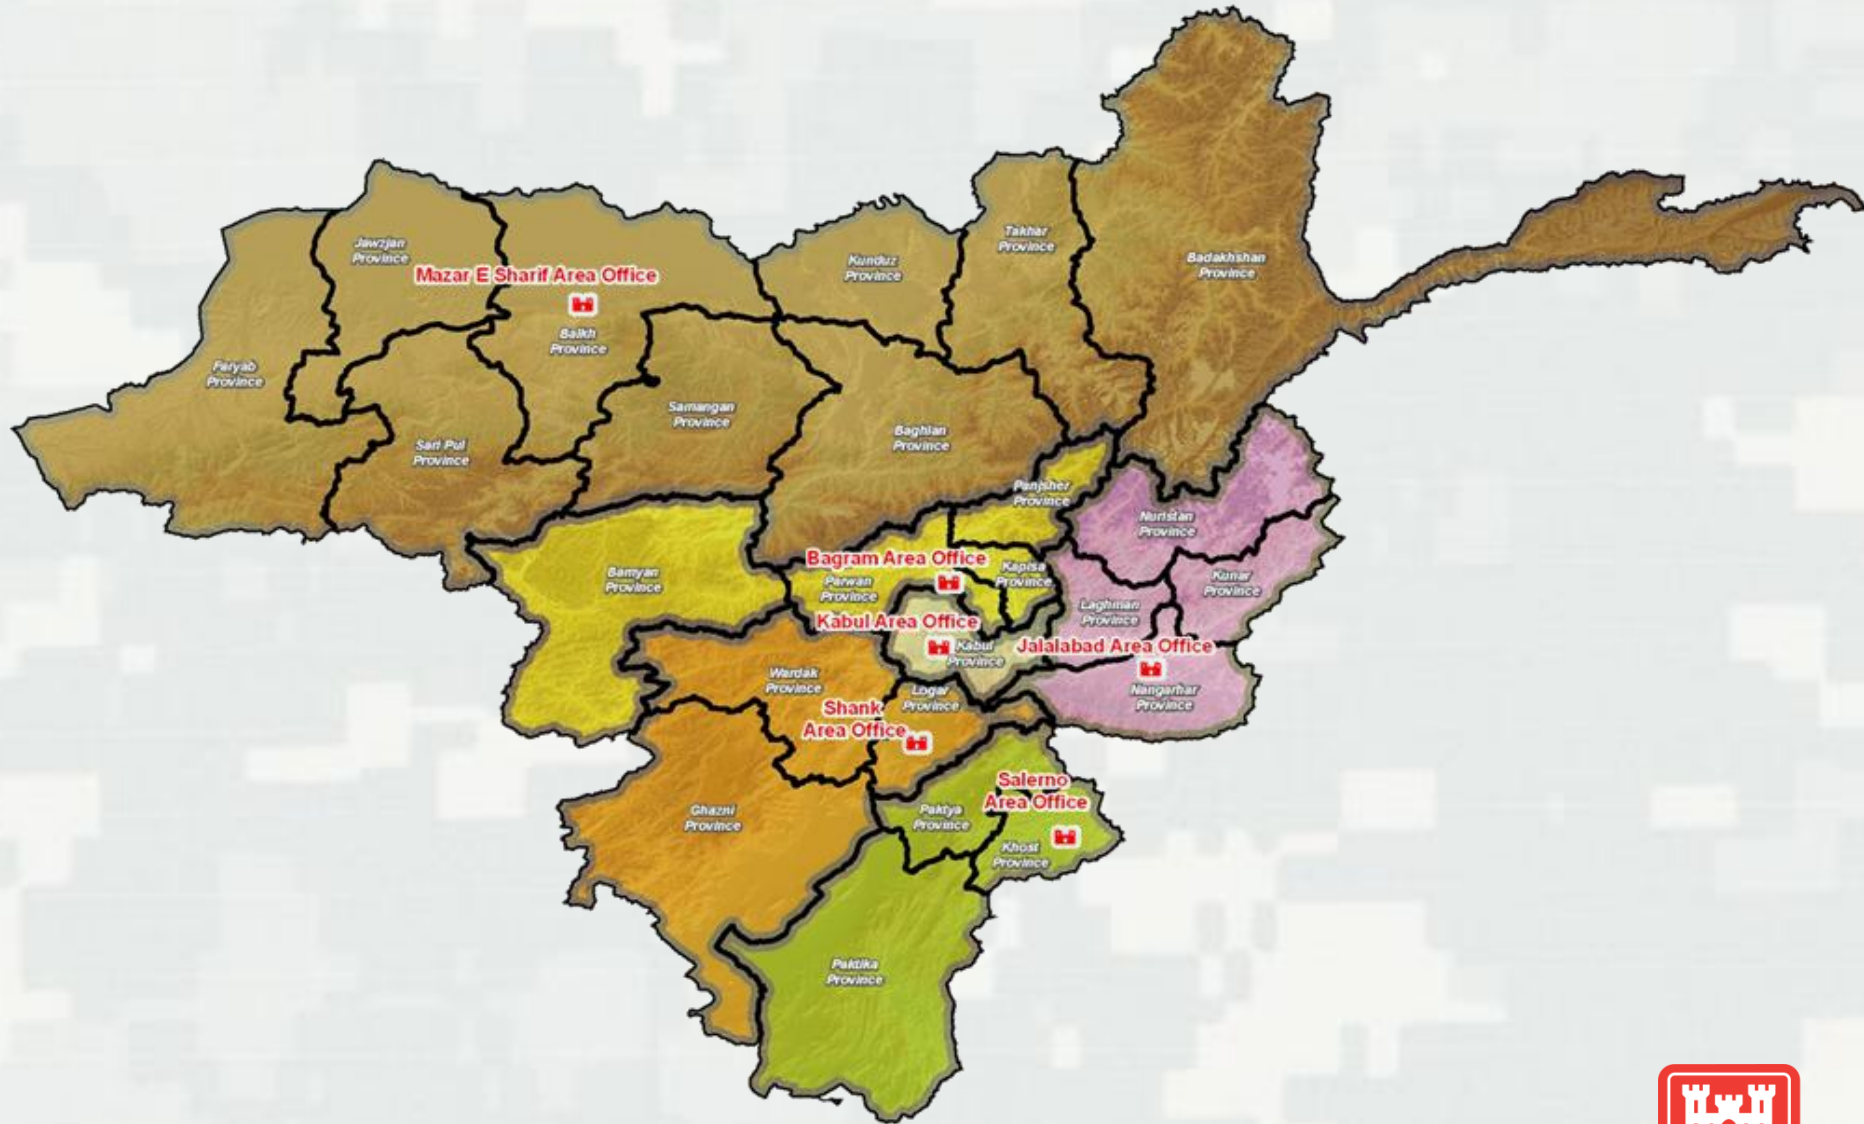 Jawzjan
Province
Mazar E Sharif Area Office
Balkh
Province
Kunduz
Province
Takhar
Province
Badakhshan
Province
Faryab
Province
Sari Pul
Province
Samangan
Province
Baghlan
Province
Panjsher
Province
Nuristan
Province
Bamyan
Province
Bagram Area Office
Parwan
Province
Kapisa
Province
Kunar
Province
Laghman
Province
Kabul Area Office
Kabul
Province
Jalalabad Area Office
Nangarhar
Province
Wardak
Province
Logar
Province
Shank
Area Office
Salerno
Area Office
Ghazni
Province
Paktya
Province
Khost
Province
Paktika
Province